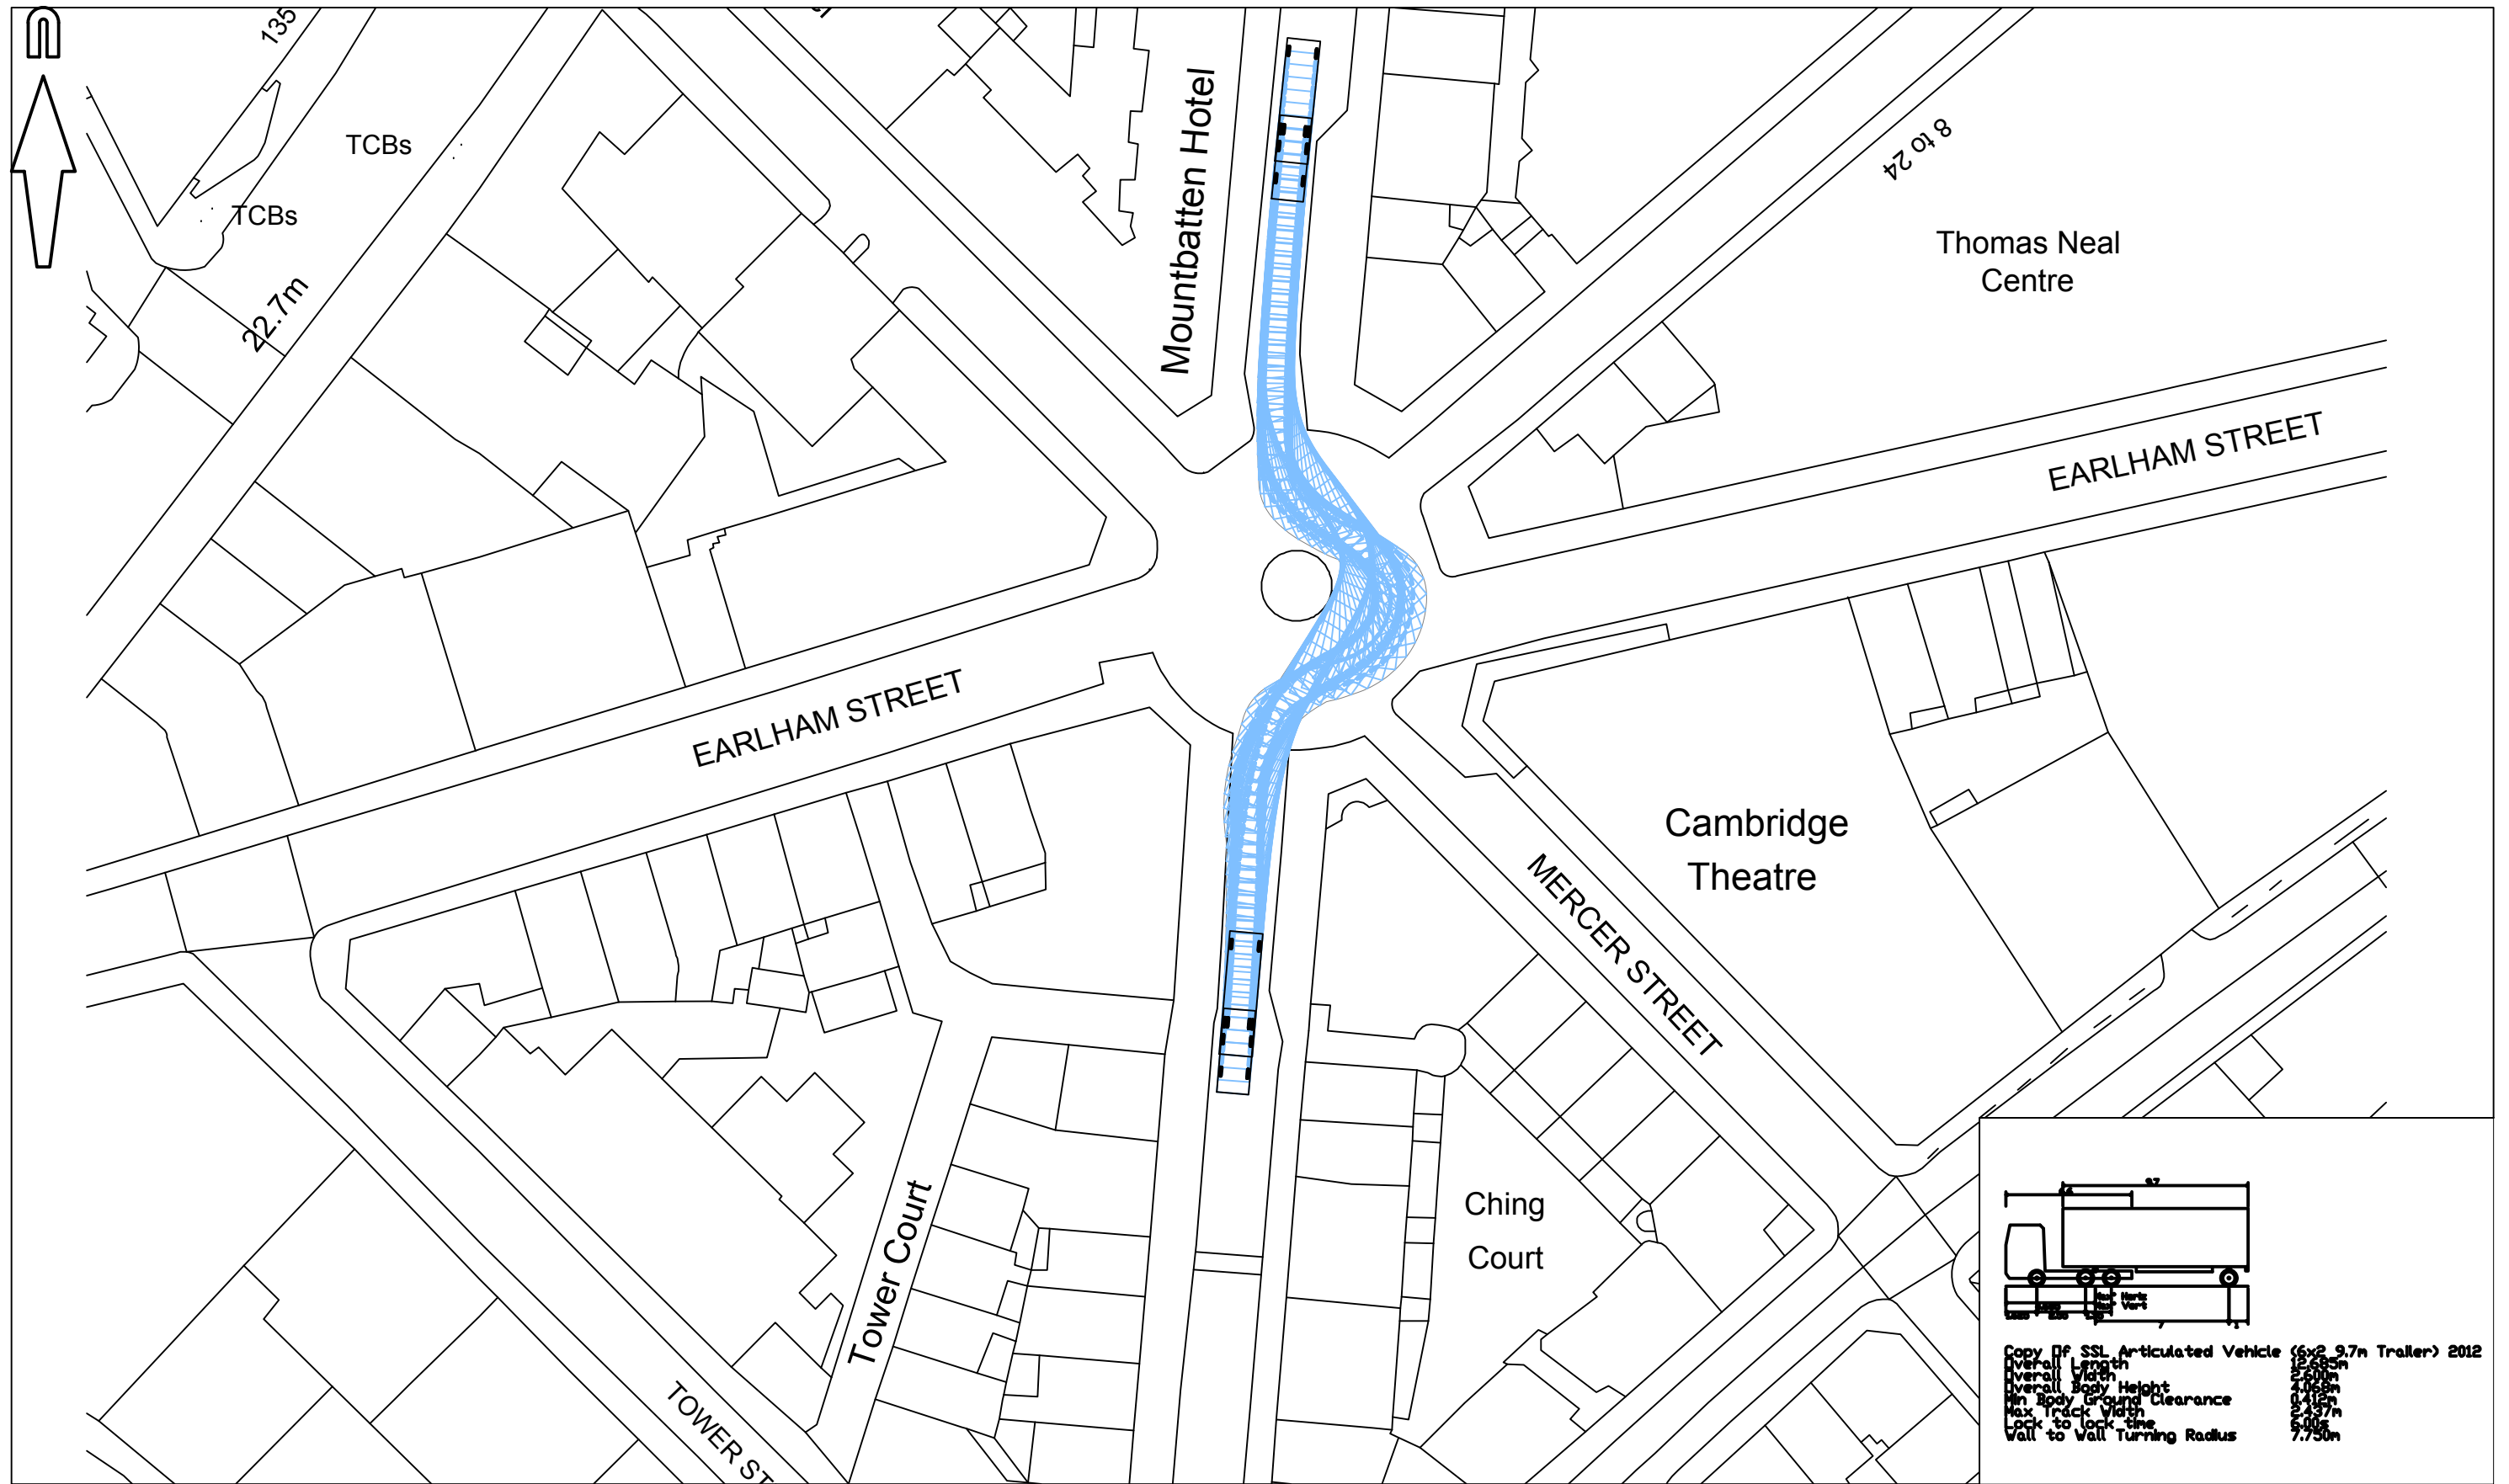 135
TCBs
TCBs
22.7m
Mountbatten Hotel
8 to 24
Thomas Neal
Centre
EARLHAM STREET
EARLHAM STREET
Cambridge
Theatre
MERCER STREET
Ching
Court
Tower Court
TOWER ST
9.7
Copy Of SSL Articulated Vehicle (6x2 9.7m Trailer) 2012
Overall Length 12.685m
Overall Width 2.600m
Overall Body Height 4.068m
Min Body Ground Clearance 0.412m
Max Track Width 2.437m
Lock to lock time 6.00s
Wall to Wall Turning Radius 7.750m